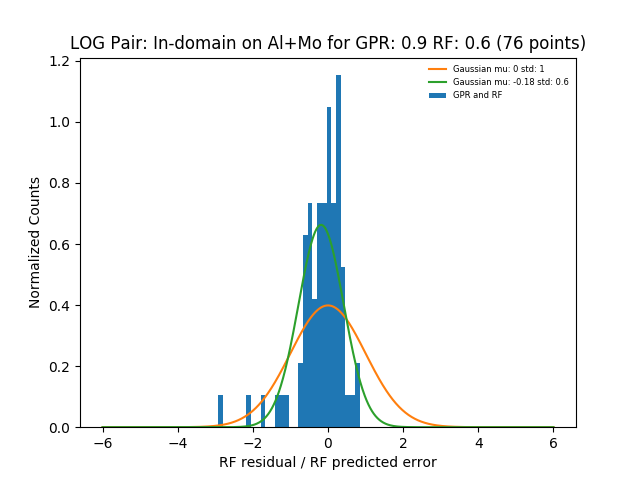 LOG Pair: In-domain on Al+Mo for GPR: 0.9 RF: 0.6 (76 points)
Gaussian mu: 0 std: 1
Gaussian mu: -0.18 std: 0.6
GPR and RF
Normalized Counts
1.2
1.0
0.8
0.6
0.4
0.2
0.0
−6 −4 −2 0 2 4 6
RF residual / RF predicted error